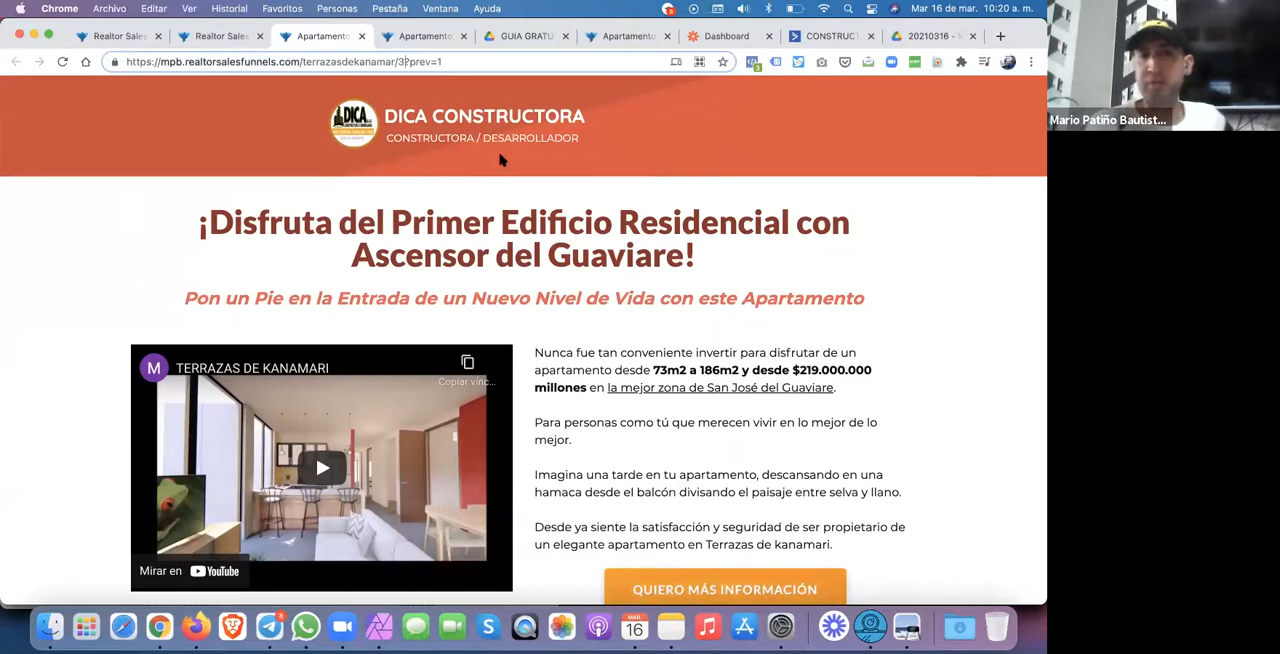 Chrome Archivo Editar Ver Historial Favoritos Personas Pestaña Ventana Ayuda Mar 16 de mar. 10:20 a. m.
Realtor Sales Realtor Sales Apartamento Apartamento GUIA GRATU Apartamento Dashboard CONSTRUCT 20210316 - M
https://mpb.realtorsalesfunnels.com/terrazasdekanamar/3?prev=1
DICA CONSTRUCTORA
CONSTRUCTORA / DESARROLLADOR
Mario Patiño Bautist...
¡Disfruta del Primer Edificio Residencial con
Ascensor del Guaviare!
Pon un Pie en la Entrada de un Nuevo Nivel de Vida con este Apartamento
M TERRAZAS DE KANAMARI
Copiar vínc...
Mirar en YouTube
Nunca fue tan conveniente invertir para disfrutar de un
apartamento desde 73m2 a 186m2 y desde $219.000.000
millones en la mejor zona de San José del Guaviare.
Para personas como tú que merecen vivir en lo mejor de lo
mejor.
Imagina una tarde en tu apartamento, descansando en una
hamaca desde el balcón divisando el paisaje entre selva y llano.
Desde ya siente la satisfacción y seguridad de ser propietario de
un elegante apartamento en Terrazas de kanamari.
QUIERO MÁS INFORMACIÓN
16